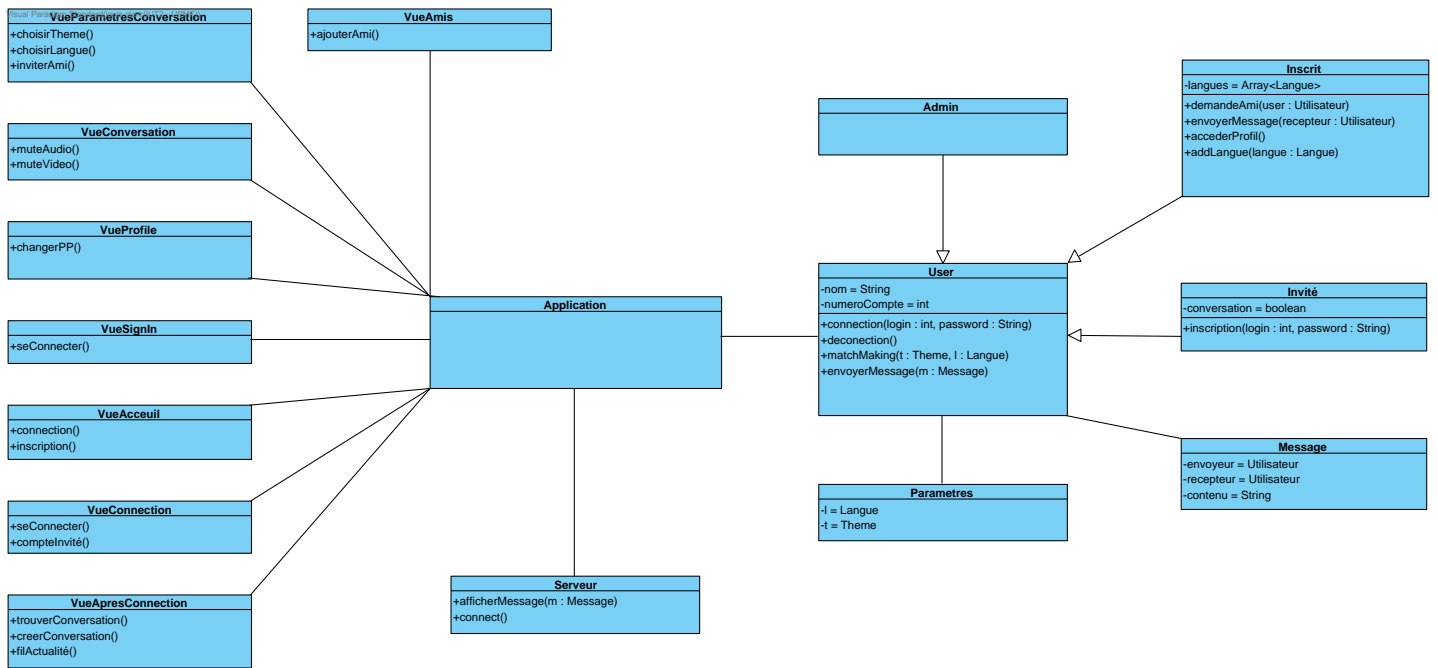 VueParametresConversation
+choisirTheme()
+choisirLangue()
+inviterAmi()
VueAmis
+ajouterAmi()
VueConversation
+muteAudio()
+muteVideo()
VueProfile
+changerPP()
VueSignIn
+seConnecter()
VueAcceuil
+connection()
+inscription()
VueConnection
+seConnecter()
+compteInvité()
VueApresConnection
+trouverConversation()
+creerConversation()
+filActualité()
Application
Serveur
+afficherMessage(m : Message)
+connect()
Admin
User
-nom = String
-numeroCompte = int
+connection(login : int, password : String)
+deconection()
+matchMaking(t : Theme, l : Langue)
+envoyerMessage(m : Message)
Parametres
-l = Langue
-t = Theme
Inscrit
-langues = Array<Langue>
+demandeAmi(user : Utilisateur)
+envoyerMessage(recepteur : Utilisateur)
+accederProfil()
+addLangue(langue : Langue)
Invité
-conversation = boolean
+inscription(login : int, password : String)
Message
-envoyeur = Utilisateur
-recepteur = Utilisateur
-contenu = String